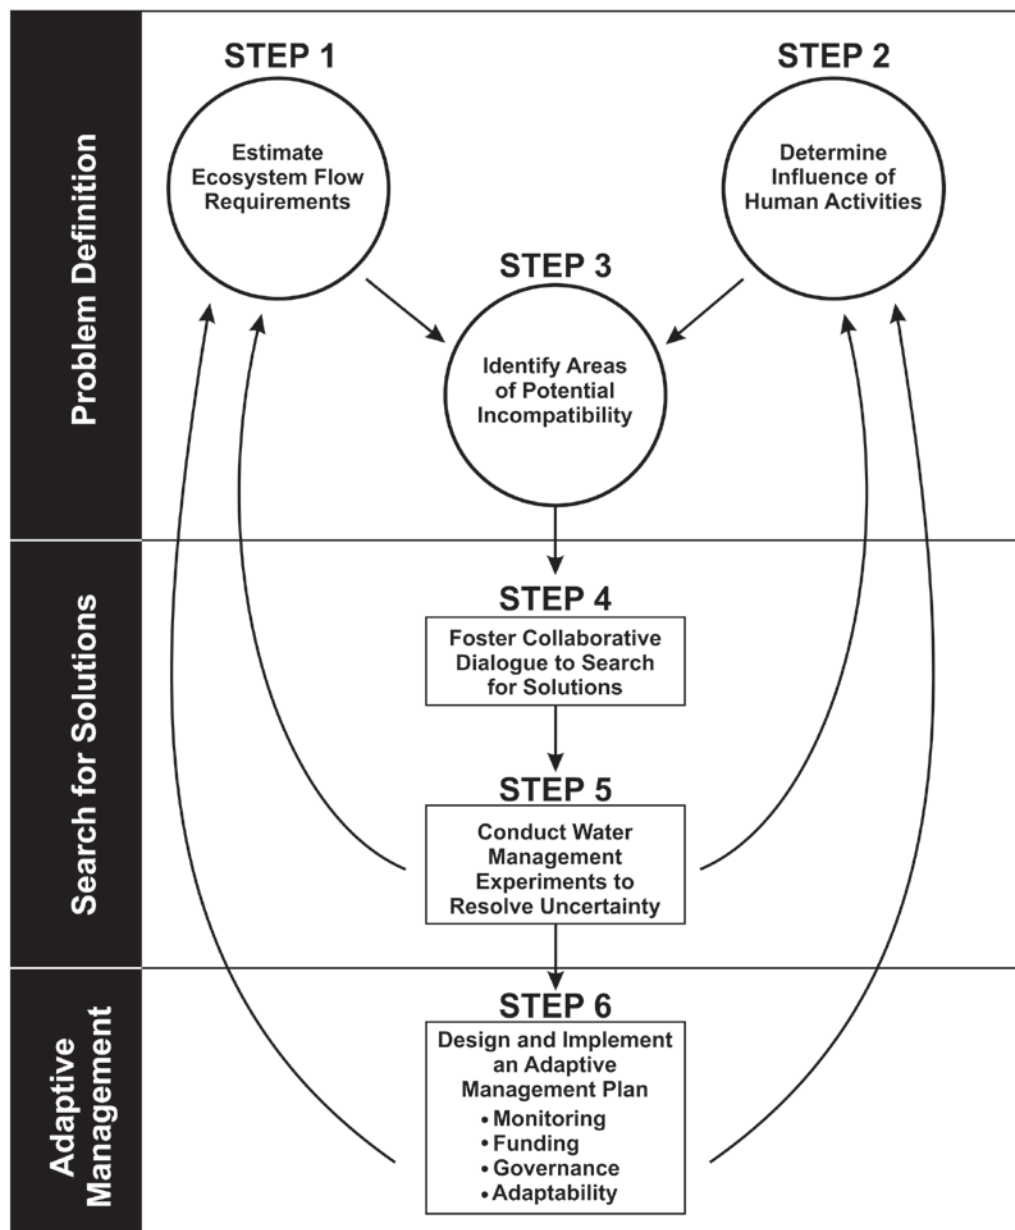 Problem Definition
STEP 1
Estimate
Ecosystem Flow
Requirements
STEP 2
Determine
Influence of
Human Activities
STEP 3
Identify Areas
of Potential
Incompatibility
Search for Solutions
STEP 4
Foster Collaborative
Dialogue to Search
for Solutions
STEP 5
Conduct Water
Management
Experiments to
Resolve Uncertainty
Adaptive
Management
STEP 6
Design and Implement
an Adaptive
Management Plan
• Monitoring
• Funding
• Governance
• Adaptability